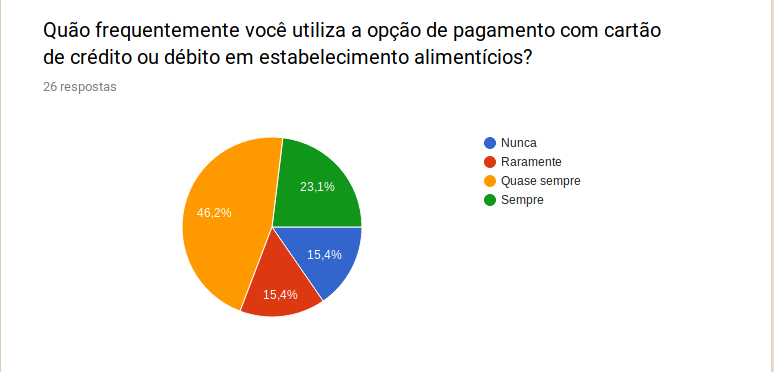 Quão frequentemente você utiliza a opção de pagamento com cartão
de crédito ou débito em estabelecimento alimentícios?
26 respostas
Nunca
Raramente
Quase sempre
Sempre
23,1%
46,2%
15,4%
15,4%